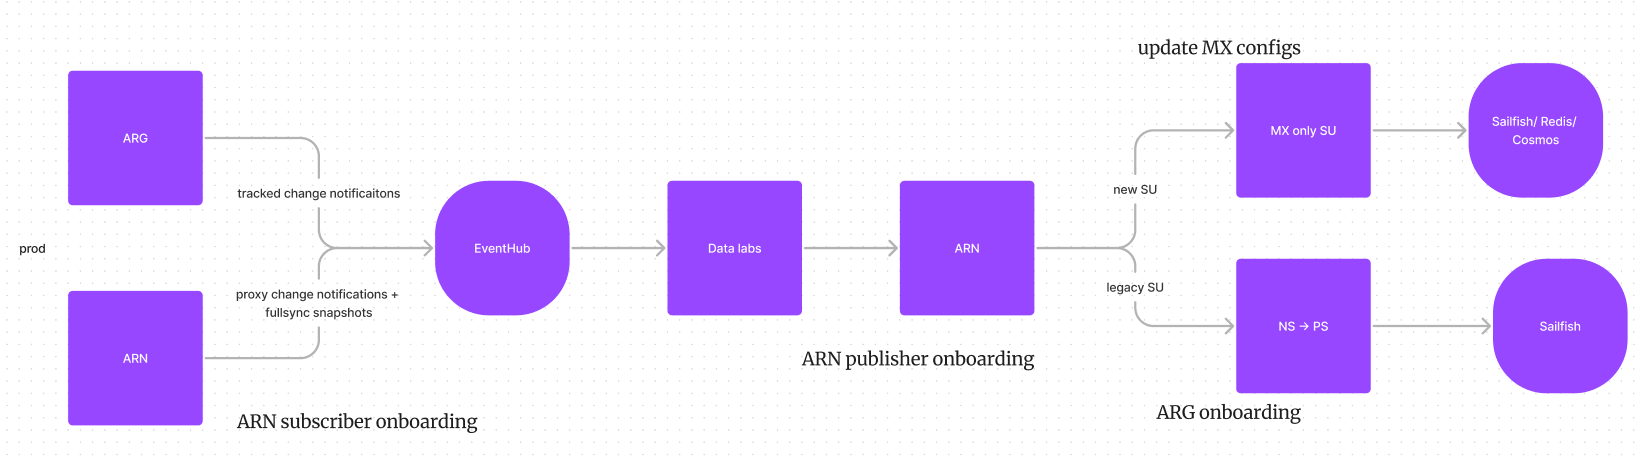 update MX configs
ARG
MX only SU
Sailfish/ Redis/
Cosmos
tracked change notificaitons
new SU
prod
EventHub
Data labs
ARN
proxy change notifications +
fullsync snapshots
legacy SU
NS → PS
Sailfish
ARN
ARN publisher onboarding
ARG onboarding
ARN subscriber onboarding